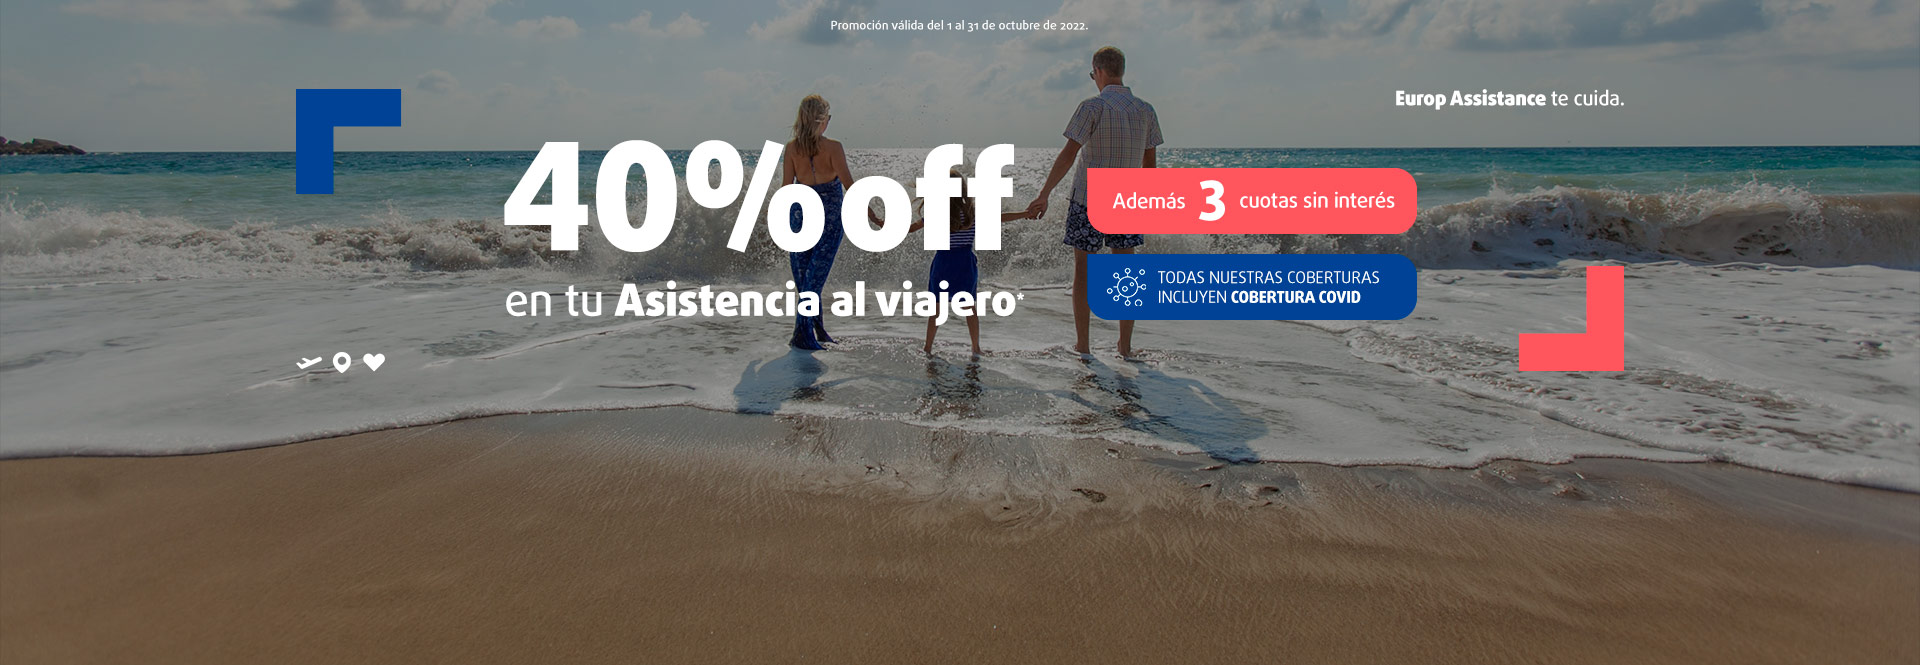 Promoción válida del 1 al 31 de octubre de 2022.
Europ Assistance te cuida.
40% off
en tu Asistencia al viajero*
Además 3 cuotas sin interés
TODAS NUESTRAS COBERTURAS
INCLUYEN COBERTURA COVID